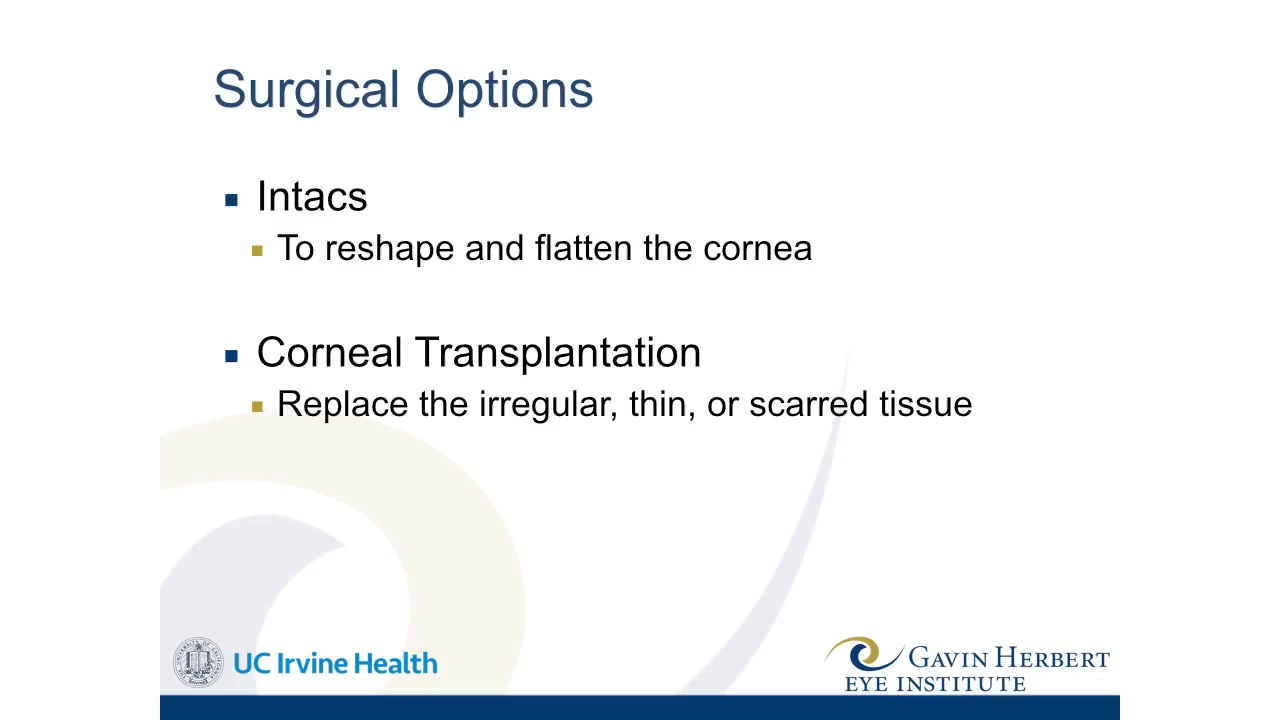 Surgical Options
Intacs
To reshape and flatten the cornea
Corneal Transplantation
Replace the irregular, thin, or scarred tissue
UC Irvine Health
GAVIN HERBERT
EYE INSTITUTE